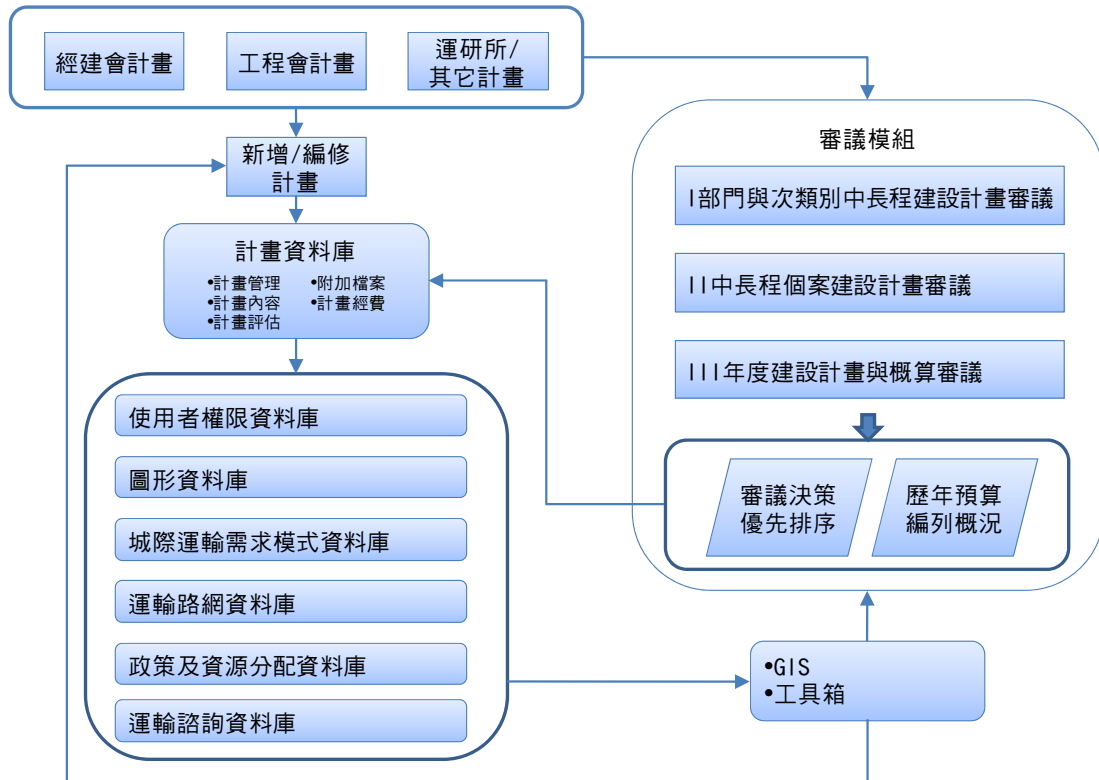 經建會計畫
工程會計畫
運研所/
其它計畫
新增/編修
計畫
計畫資料庫
•計畫管理
•計畫內容
•計畫評估
•附加檔案
•計畫經費
使用者權限資料庫
圖形資料庫
城際運輸需求模式資料庫
運輸路網資料庫
政策及資源分配資料庫
運輸諮詢資料庫
審議模組
I部門與次類別中長程建設計畫審議
II中長程個案建設計畫審議
III年度建設計畫與概算審議
審議決策
優先排序
歷年預算
編列概況
•GIS
•工具箱